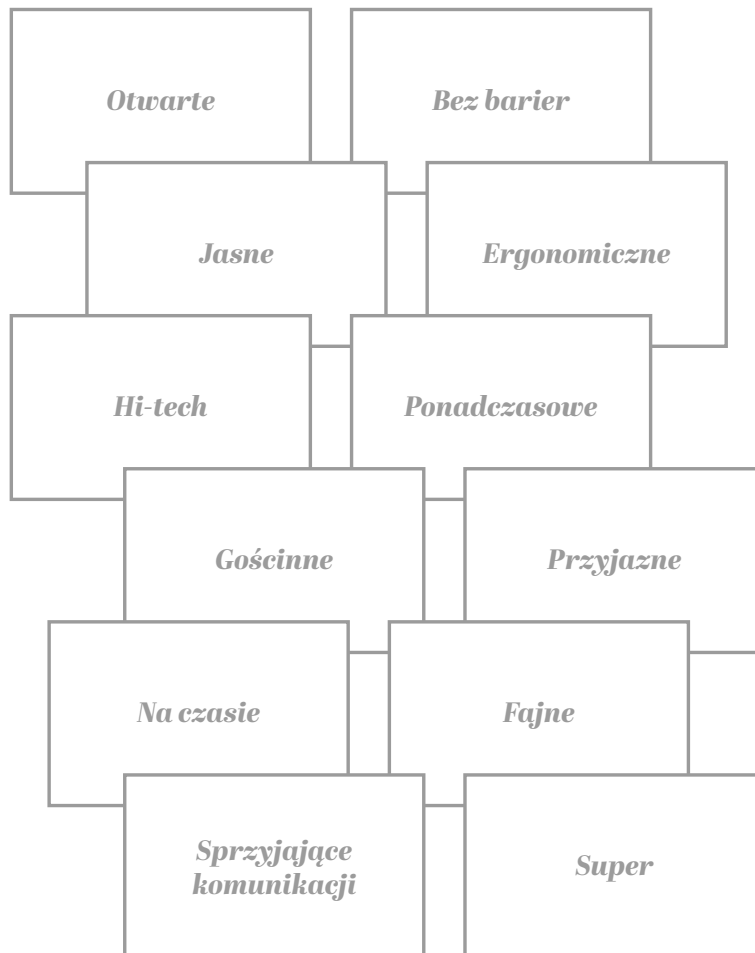 Otwarte
Bez barier
Jasne
Ergonomiczne
Hi-tech
Ponadczasowe
Gościnne
Przyjazne
Na czasie
Fajne
Sprzyjające
komunikacji
Super